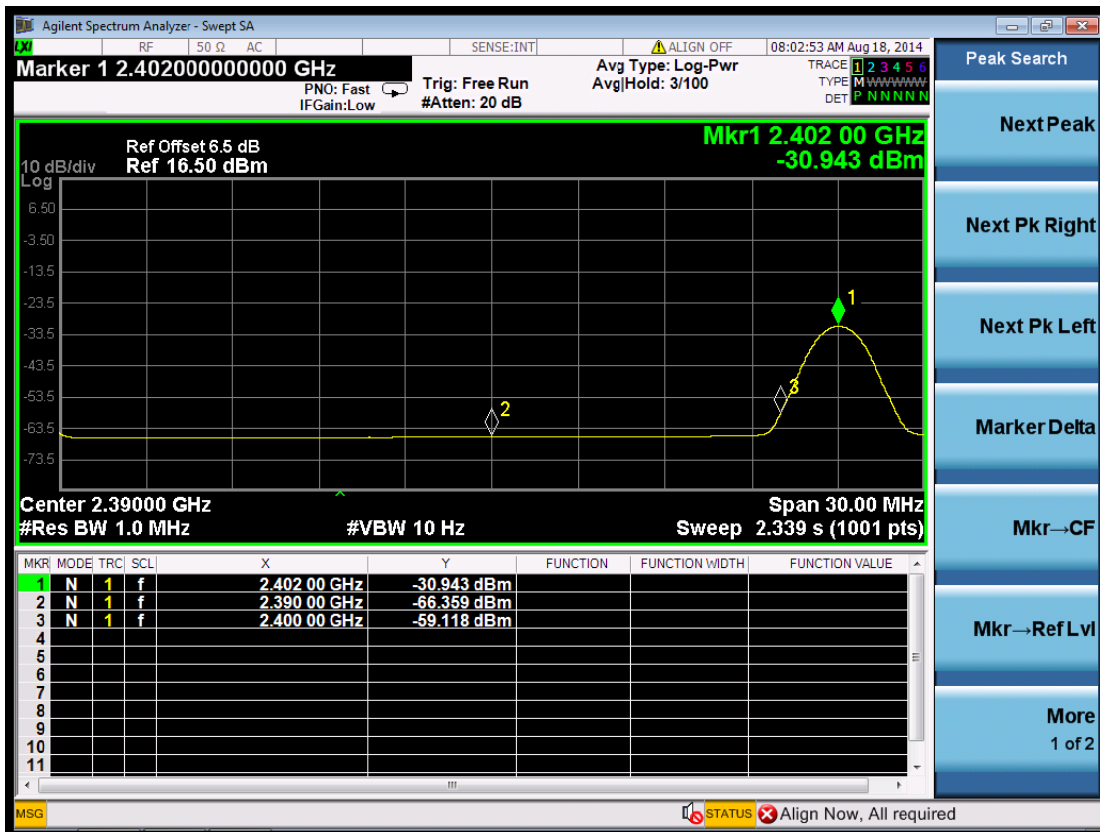 Agilent Spectrum Analyzer - Swept SA
LXI RF 50 Ω AC SENSE:INT ALIGN OFF 08:02:53 AM Aug 18, 2014
Marker 1 2.402000000000 GHz
PNO: Fast
IFGain:Low
Trig: Free Run
#Atten: 20 dB
Avg Type: Log-Pwr
Avg|Hold: 3/100
TRACE 1 2 3 4 5 6
TYPE M W W W W W
DET P N N N N N
Peak Search
Ref Offset 6.5 dB
10 dB/div Ref 16.50 dBm
Log
Mkr1 2.402 00 GHz
-30.943 dBm
6.50
-3.50
-13.5
-23.5
-33.5
-43.5
-53.5
-63.5
-73.5
1
2
3
Center 2.39000 GHz Span 30.00 MHz
#Res BW 1.0 MHz #VBW 10 Hz Sweep 2.339 s (1001 pts)
MKR MODE TRC SCL X Y FUNCTION FUNCTION WIDTH FUNCTION VALUE
1 N 1 f 2.402 00 GHz -30.943 dBm
2 N 1 f 2.390 00 GHz -66.359 dBm
3 N 1 f 2.400 00 GHz -59.118 dBm
4
5
6
7
8
9
10
11
Next Peak
Next Pk Right
Next Pk Left
Marker Delta
Mkr→CF
Mkr→Ref Lvl
More
1 of 2
MSG STATUS Align Now, All required